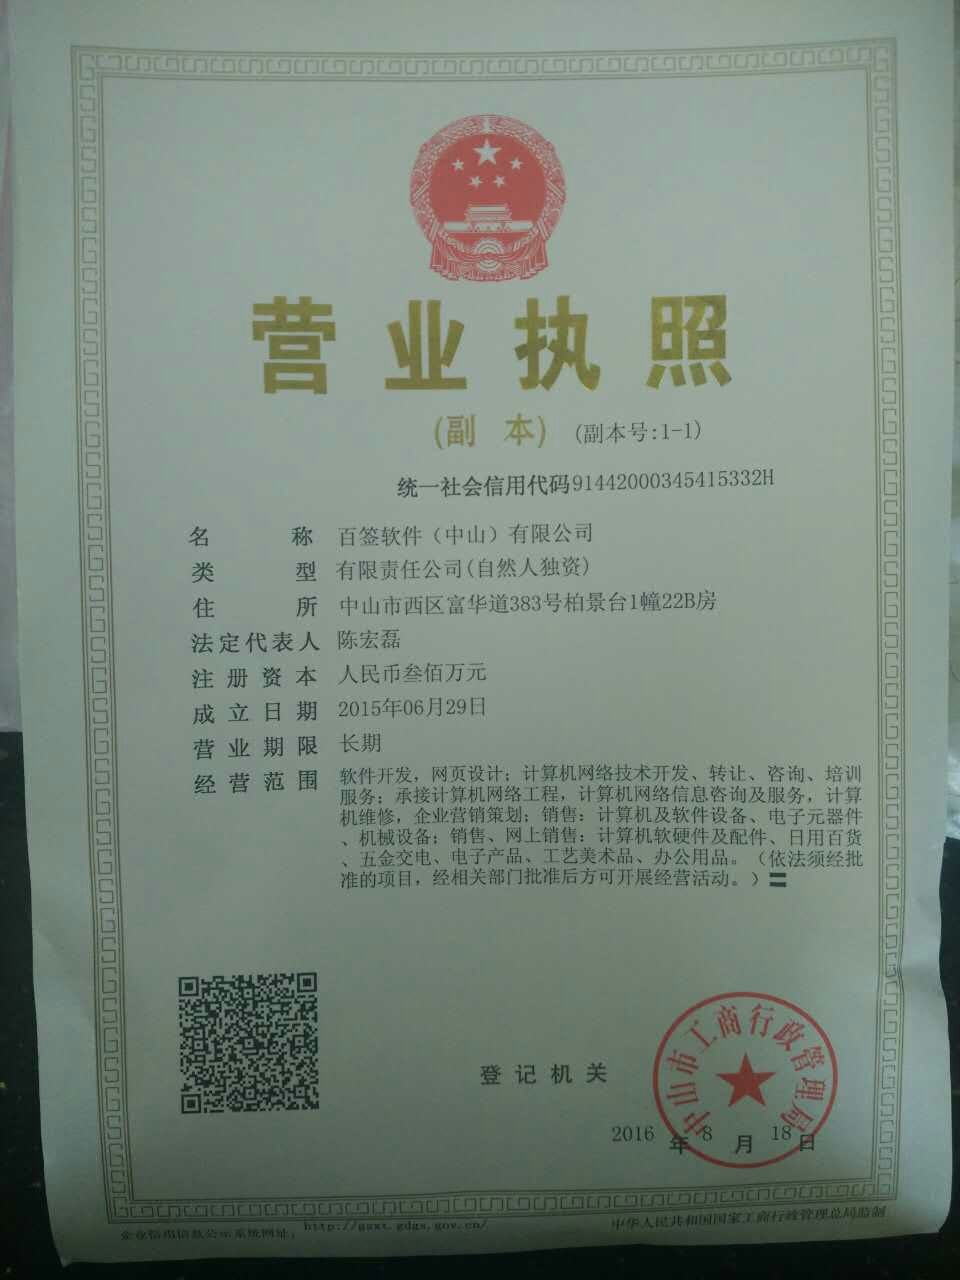 营业执照
(副 本) (副本号:1-1)
统一社会信用代码91442000345415332H
名 称 百签软件（中山）有限公司
类 型 有限责任公司(自然人独资)
住 所 中山市西区富华道383号柏景台1幢22B房
法定代表人 陈宏磊
注册资本 人民币叁佰万元
成立日期 2015年06月29日
营业期限 长期
经营范围 软件开发，网页设计；计算机网络技术开发、转让、咨询、培训
服务；承接计算机网络工程，计算机网络信息咨询及服务，计算
机维修，企业营销策划；销售：计算机及软件设备、电子元器件
、机械设备；销售、网上销售：计算机软硬件及配件、日用百货
、五金交电、电子产品、工艺美术品、办公用品。（依法须经批
准的项目，经相关部门批准后方可开展经营活动。）〓
中山市工商行政管理局
登记机关
2016 年 8 月 18 日
企业信用信息公示系统网址：http://gsxt.gdgs.gov.cn/ 中华人民共和国国家工商行政管理总局监制